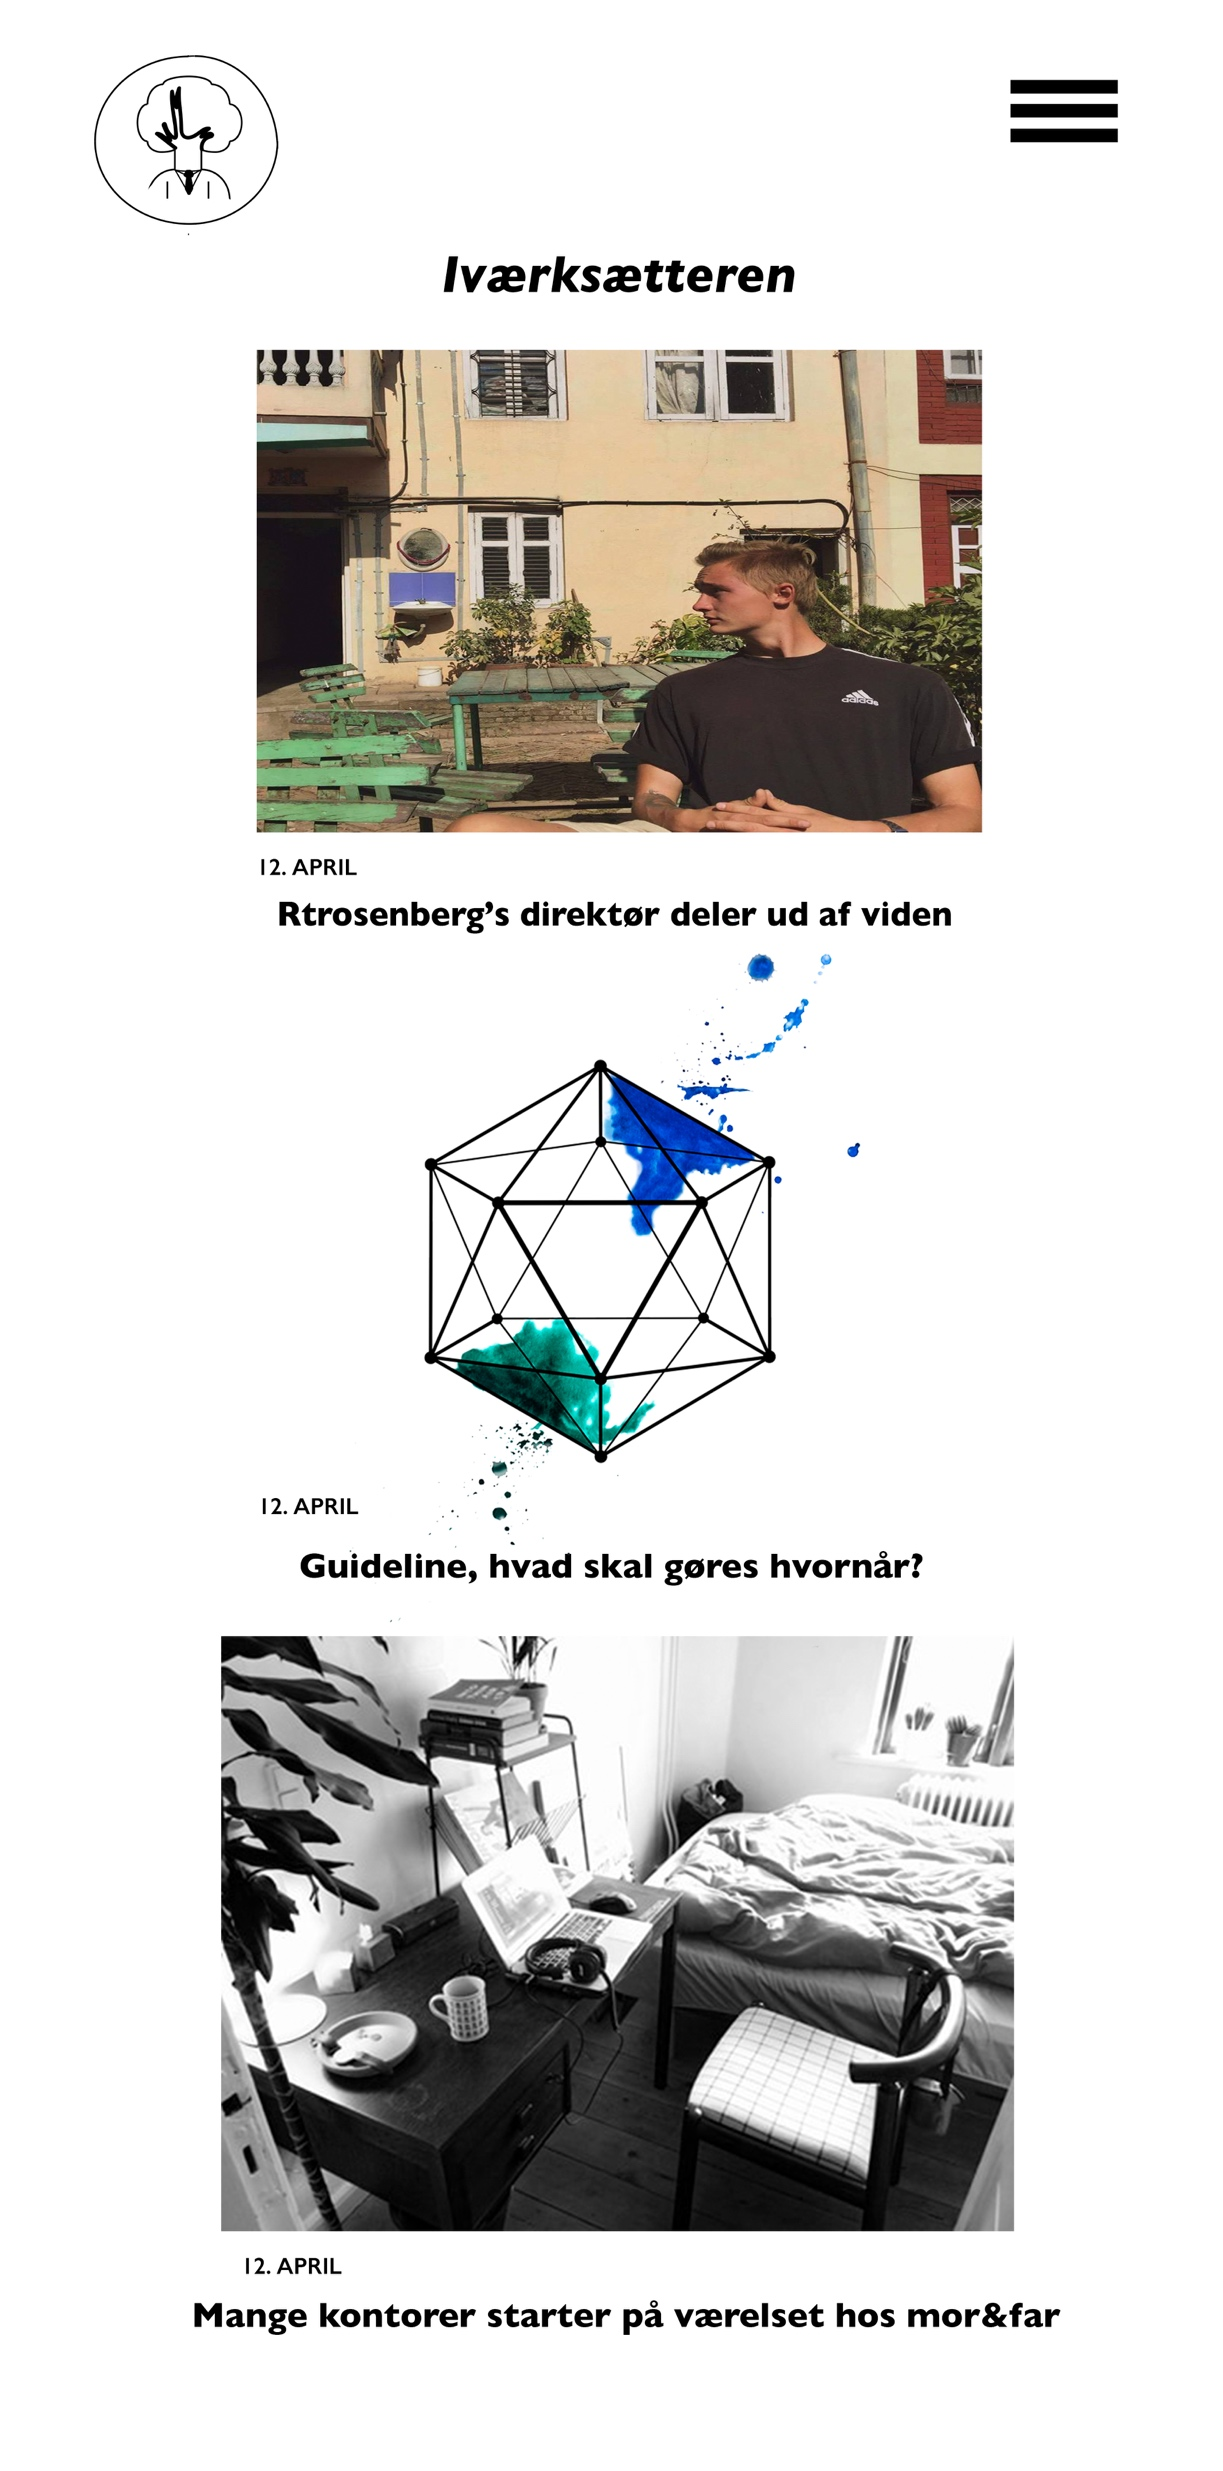 Iværksætteren
adidas
12. APRIL
Rtrosenberg’s direktør deler ud af viden
12. APRIL
Guideline, hvad skal gøres hvornår?
12. APRIL
Mange kontorer starter på værelset hos mor&far